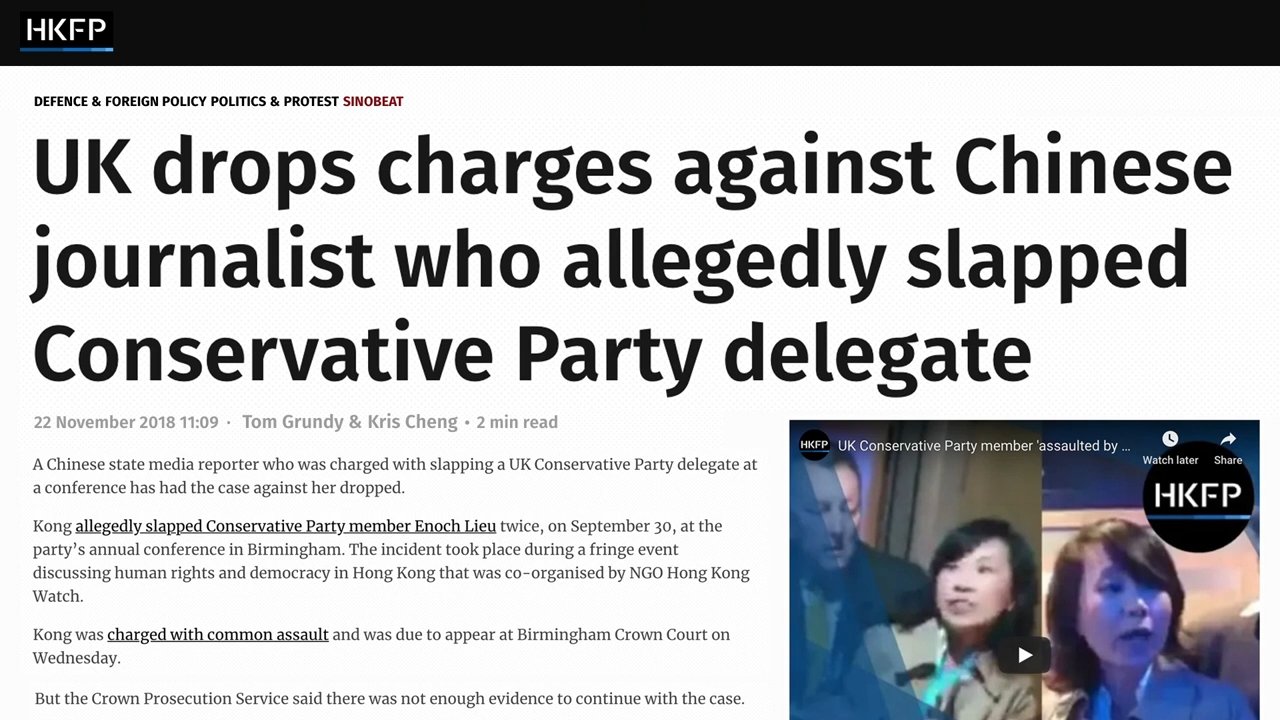 HKFP
DEFENCE & FOREIGN POLICY POLITICS & PROTEST SINOBEAT
UK drops charges against Chinese
journalist who allegedly slapped
Conservative Party delegate
22 November 2018 11:09 · Tom Grundy & Kris Cheng • 2 min read
A Chinese state media reporter who was charged with slapping a UK Conservative Party delegate at
a conference has had the case against her dropped.
Kong allegedly slapped Conservative Party member Enoch Lieu twice, on September 30, at the
party’s annual conference in Birmingham. The incident took place during a fringe event
discussing human rights and democracy in Hong Kong that was co-organised by NGO Hong Kong
Watch.
Kong was charged with common assault and was due to appear at Birmingham Crown Court on
Wednesday.
But the Crown Prosecution Service said there was not enough evidence to continue with the case.
HKFP UK Conservative Party member 'assaulted by ...
Watch later Share
HKFP